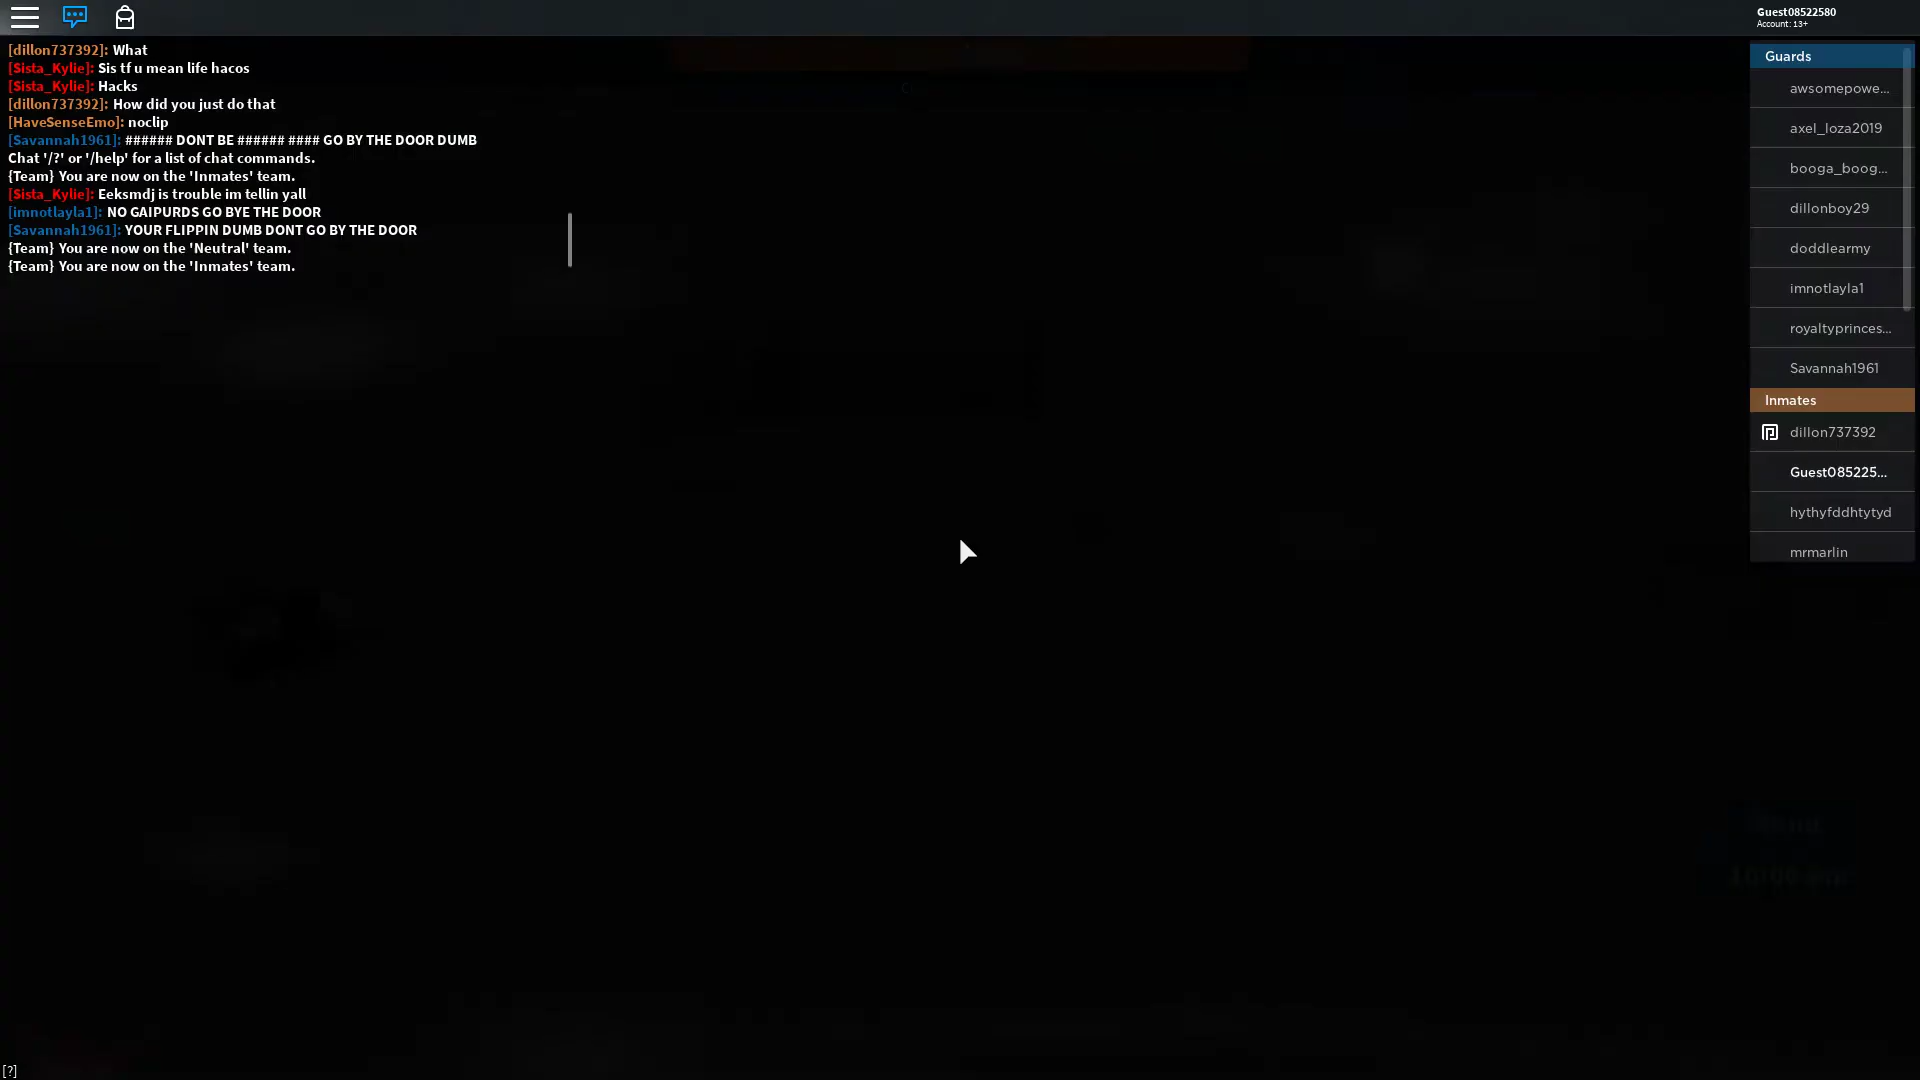 Guest08522580
Account: 13+
[dillon737392]: What
[Sista_Kylie]: Sis tf u mean life hacos
[Sista_Kylie]: Hacks
[dillon737392]: How did you just do that
[HaveSenseEmo]: noclip
[Savannah1961]: ###### DONT BE ###### #### GO BY THE DOOR DUMB
Chat '/?' or '/help' for a list of chat commands.
{Team} You are now on the 'Inmates' team.
[Sista_Kylie]: Eeksmdj is trouble im tellin yall
[imnotlayla1]: NO GAIPURDS GO BYE THE DOOR
[Savannah1961]: YOUR FLIPPIN DUMB DONT GO BY THE DOOR
{Team} You are now on the 'Neutral' team.
{Team} You are now on the 'Inmates' team.
Guards
awsomepowe...
axel_loza2019
booga_boog...
dillonboy29
doddlearmy
imnotlayla1
royaltyprinces...
Savannah1961
Inmates
dillon737392
Guest085225...
hythyfddhtytyd
mrmarlin
[?]